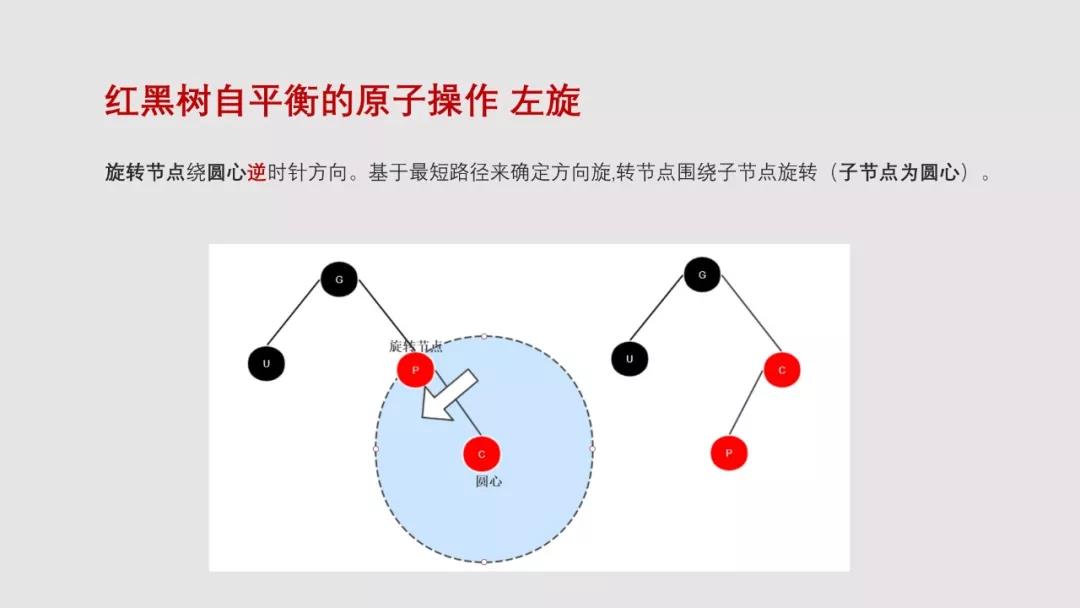 红黑树自平衡的原子操作 左旋
旋转节点绕圆心逆时针方向。基于最短路径来确定方向旋,转节点围绕子节点旋转（子节点为圆心）。
G
G
旋转节点
U
P
U
C
C
P
圆心